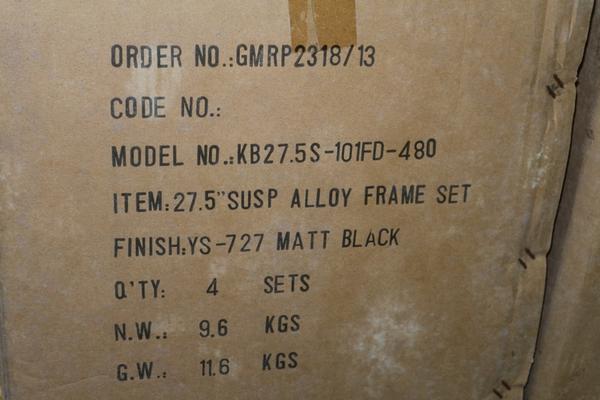 ORDER NO.:GMRP2318/13
CODE NO.:
MODEL NO.:KB27.5S-101FD-480
ITEM:27.5"SUSP ALLOY FRAME SET
FINISH:YS-727 MATT BLACK
Q'TY: 4 SETS
N.W.: 9.6 KGS
G.W.: 11.6 KGS